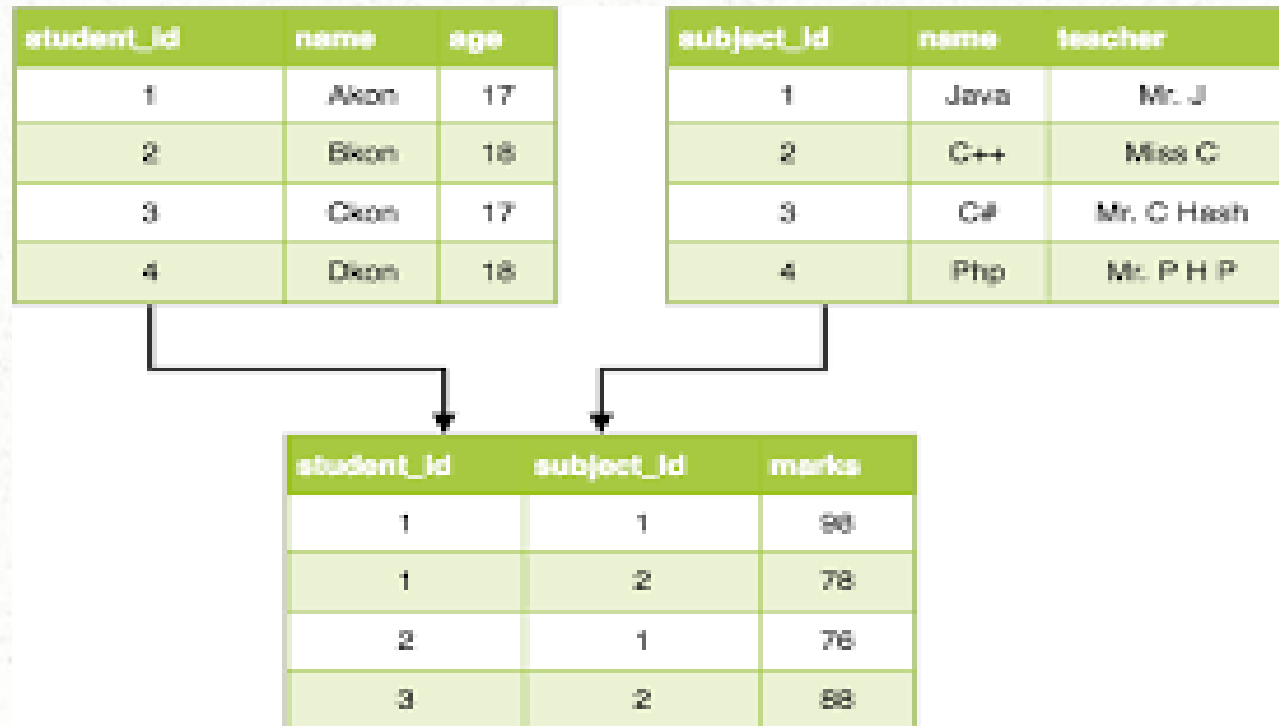 student_id name age
1 Akon 17
2 Bkon 18
3 Ckon 17
4 Dkon 18
subject_id name teacher
1 Java Mr. J
2 C++ Miss C
3 C# Mr. C Hash
4 Php Mr. P H P
student_id subject_id marks
1 1 98
1 2 78
2 1 76
3 2 88